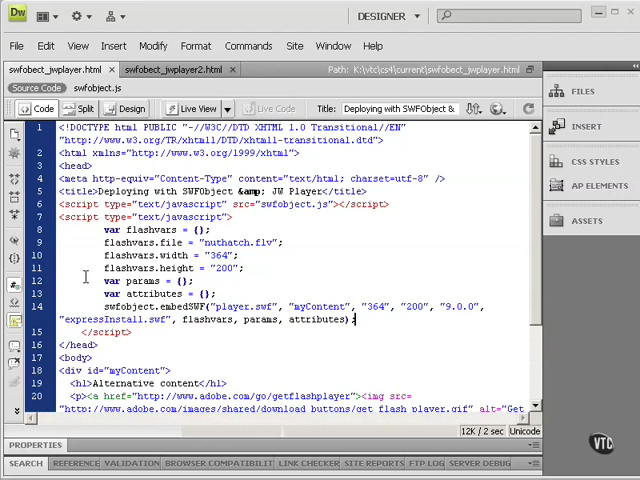 Dw
DESIGNER
File Edit View Insert Modify Format Commands Site Window Help
swfobect_jwplayer.html × swfobect_jwplayer2.html × Path: K:\vtc\cs4\current\swfobect_jwplayer.html
Source Code swfobject.js
Code Split Design Live View Live Code Title: Deploying with SWFObject &
1 <!DOCTYPE html PUBLIC "-//W3C//DTD XHTML 1.0 Transitional//EN"
"http://www.w3.org/TR/xhtml1/DTD/xhtml1-transitional.dtd">
2 <html xmlns="http://www.w3.org/1999/xhtml">
3 <head>
4 <meta http-equiv="Content-Type" content="text/html; charset=utf-8" />
5 <title>Deploying with SWFObject &amp; JW Player</title>
6 <script type="text/javascript" src="swfobject.js"></script>
7 <script type="text/javascript">
8 var flashvars = {};
9 flashvars.file = "nuthatch.flv";
10 flashvars.width = "364";
11 flashvars.height = "200";
12 var params = {};
13 var attributes = {};
14 swfobject.embedSWF("player.swf", "myContent", "364", "200", "9.0.0",
"expressInstall.swf", flashvars, params, attributes);
15 </script>
16 </head>
17 <body>
18 <div id="myContent">
19 <h1>Alternative content</h1>
20 <p><a href="http://www.adobe.com/go/getflashplayer"><img src=
"http://www.adobe.com/images/shared/download_buttons/get_flash_player.gif" alt="Get
12K / 2 sec Unicode
PROPERTIES
SEARCH REFERENCE VALIDATION BROWSER COMPATIBILITY LINK CHECKER SITE REPORTS FTP LOG SERVER DEBUG
FILES
INSERT
CSS STYLES
AP ELEMENTS
ASSETS
VTC